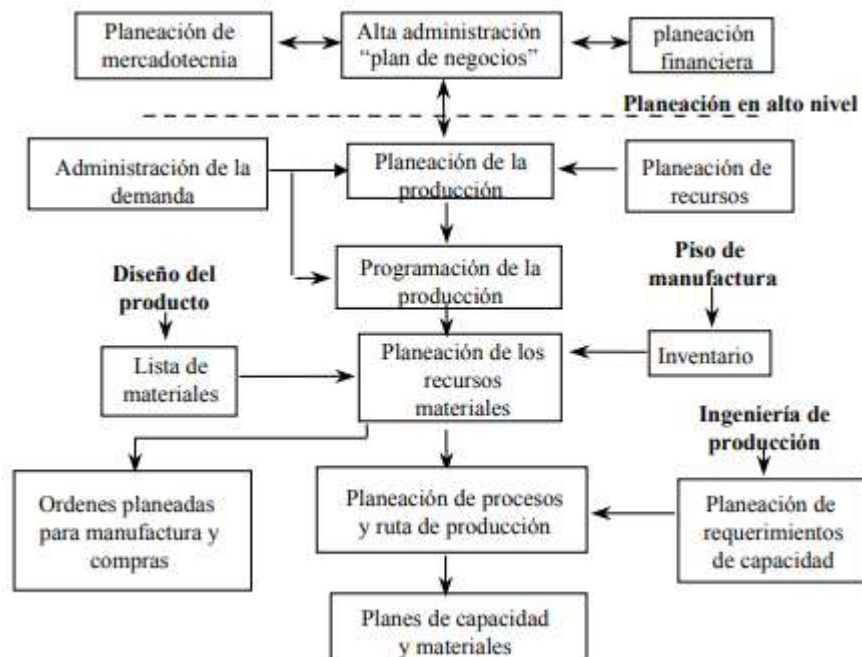 Planeación de
mercadotecnia
Alta administración
“plan de negocios”
planeación
financiera
Planeación en alto nivel
Administración de la
demanda
Planeación de la
producción
Planeación de
recursos
Programación de la
producción
Diseño del
producto
Piso de
manufactura
Lista de
materiales
Planeación de los
recursos
materiales
Inventario
Ingeniería de
producción
Ordenes planeadas
para manufactura y
compras
Planeación de procesos
y ruta de producción
Planeación de
requerimientos
de capacidad
Planes de capacidad
y materiales